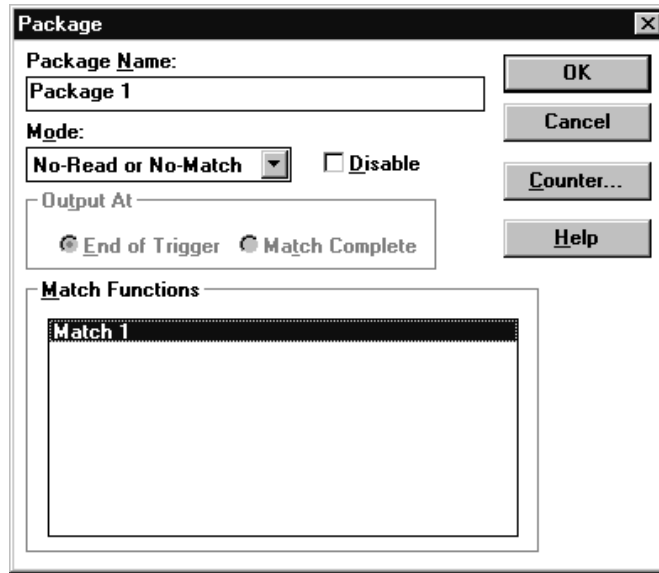 Package
Package Name:
Package 1
OK
Cancel
Mode:
No-Read or No-Match
Disable
Counter...
Output At
End of Trigger
Match Complete
Help
Match Functions
Match 1